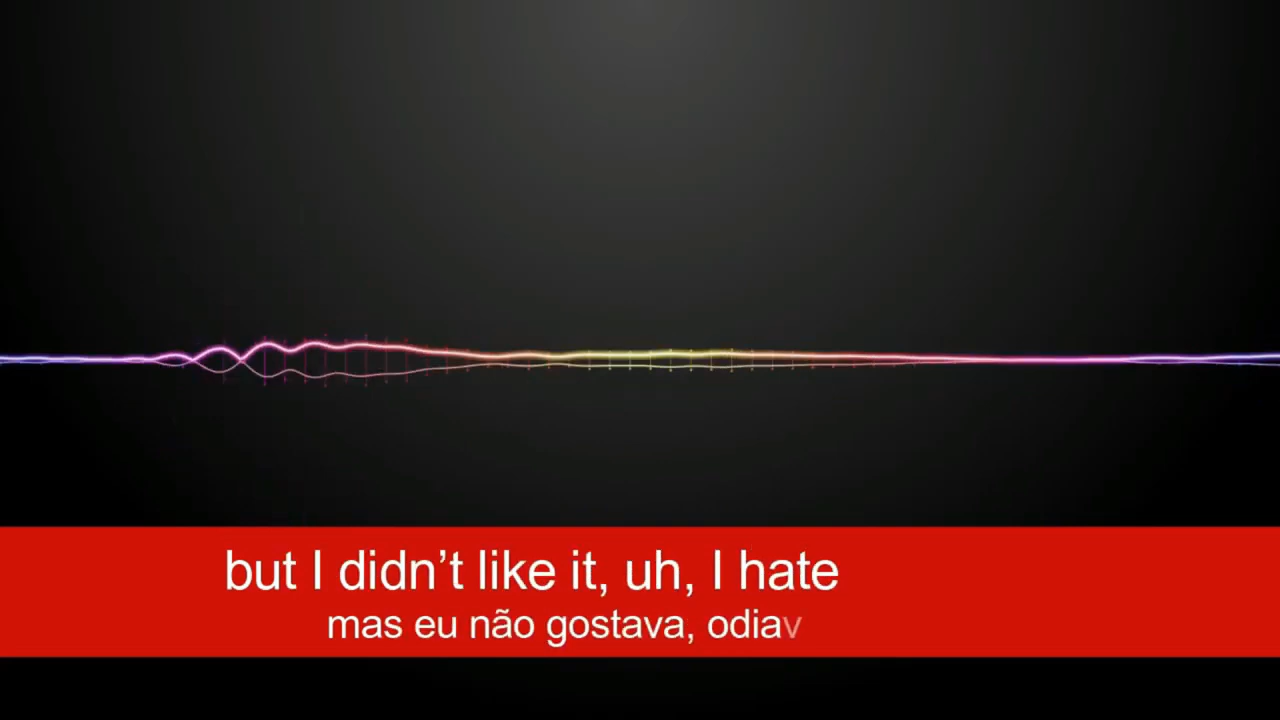 but I didn’t like it, uh, I hate
mas eu não gostava, odiav